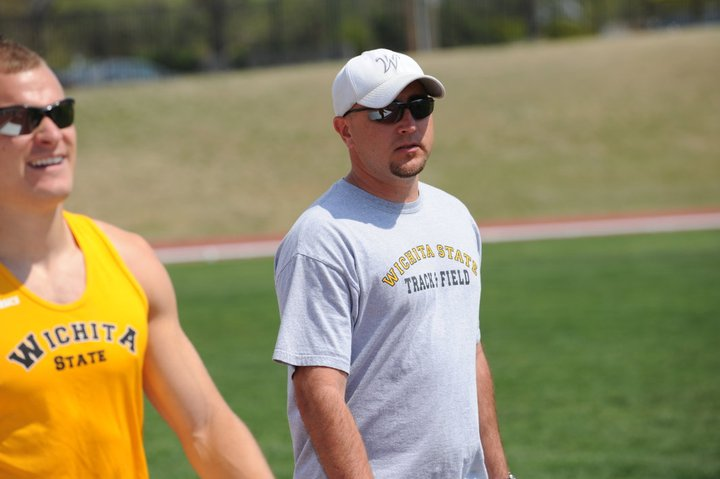 W
WICHITA STATE
TRACK & FIELD
WICHITA
STATE